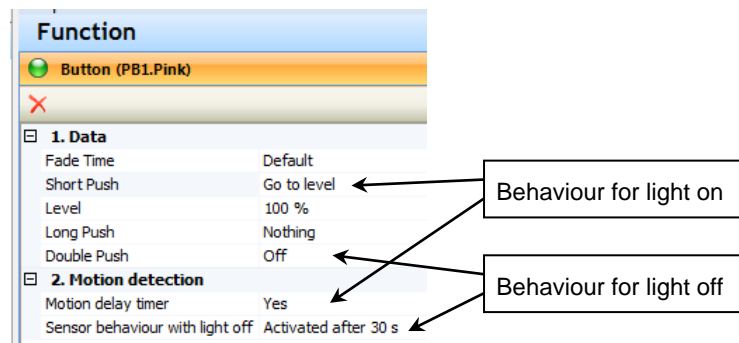 Function
Button (PB1.Pink)
1. Data
Fade Time Default
Short Push Go to level
Level 100 %
Long Push Nothing
Double Push Off
2. Motion detection
Motion delay timer Yes
Sensor behaviour with light off Activated after 30 s
Behaviour for light on
Behaviour for light off